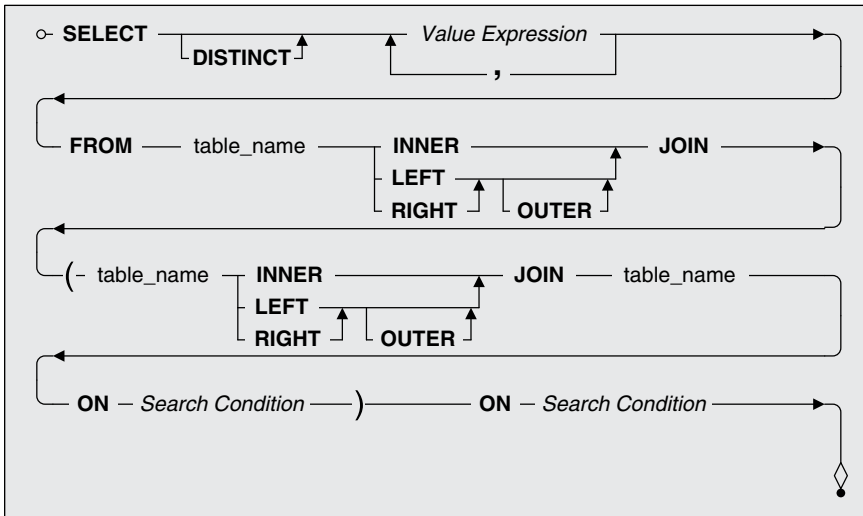 SELECT Value Expression
DISTINCT ,
FROM table_name INNER JOIN
LEFT
RIGHT OUTER
( table_name INNER JOIN table_name
LEFT
RIGHT OUTER
ON Search Condition ) ON Search Condition